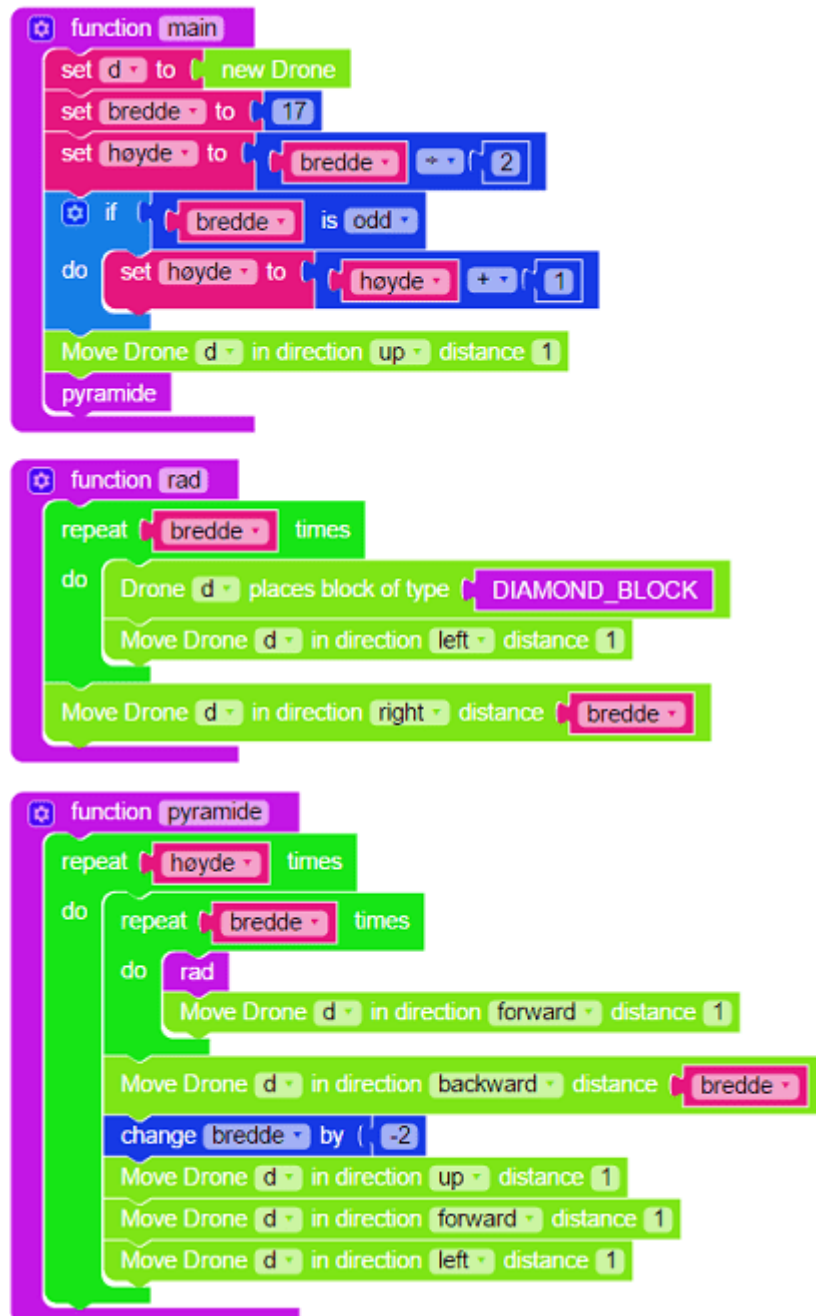 function main
set d to new Drone
set bredde to 17
set høyde to bredde ÷ 2
if bredde is odd
do set høyde to høyde + 1
Move Drone d in direction up distance 1
pyramide
function rad
repeat bredde times
do Drone d places block of type DIAMOND_BLOCK
Move Drone d in direction left distance 1
Move Drone d in direction right distance bredde
function pyramide
repeat høyde times
do repeat bredde times
do rad
Move Drone d in direction forward distance 1
Move Drone d in direction backward distance bredde
change bredde by -2
Move Drone d in direction up distance 1
Move Drone d in direction forward distance 1
Move Drone d in direction left distance 1